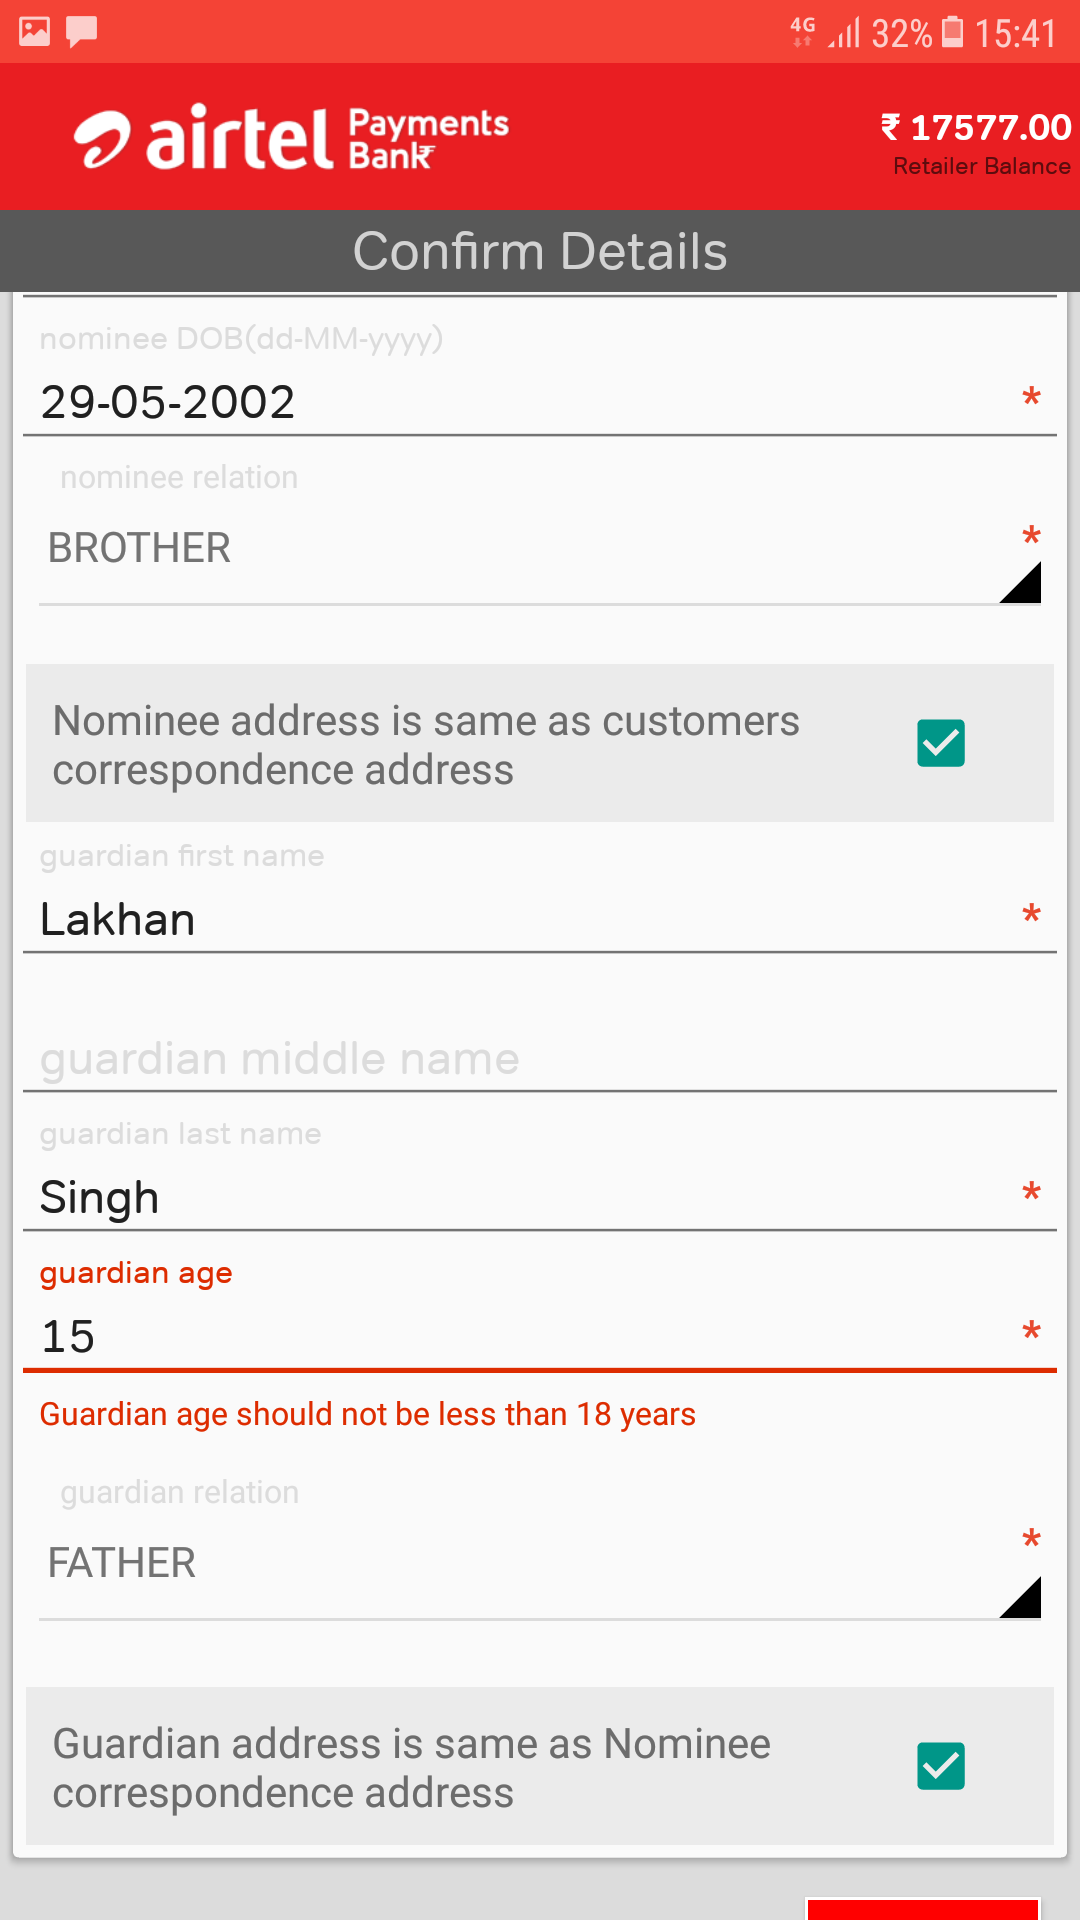 4G 32% 15:41
airtel Payments Bank
₹ 17577.00
Retailer Balance
Confirm Details
nominee DOB(dd-MM-yyyy)
29-05-2002 *
nominee relation
BROTHER *
Nominee address is same as customers
correspondence address
guardian first name
Lakhan *
guardian middle name
guardian last name
Singh *
guardian age
15 *
Guardian age should not be less than 18 years
guardian relation
FATHER *
Guardian address is same as Nominee
correspondence address